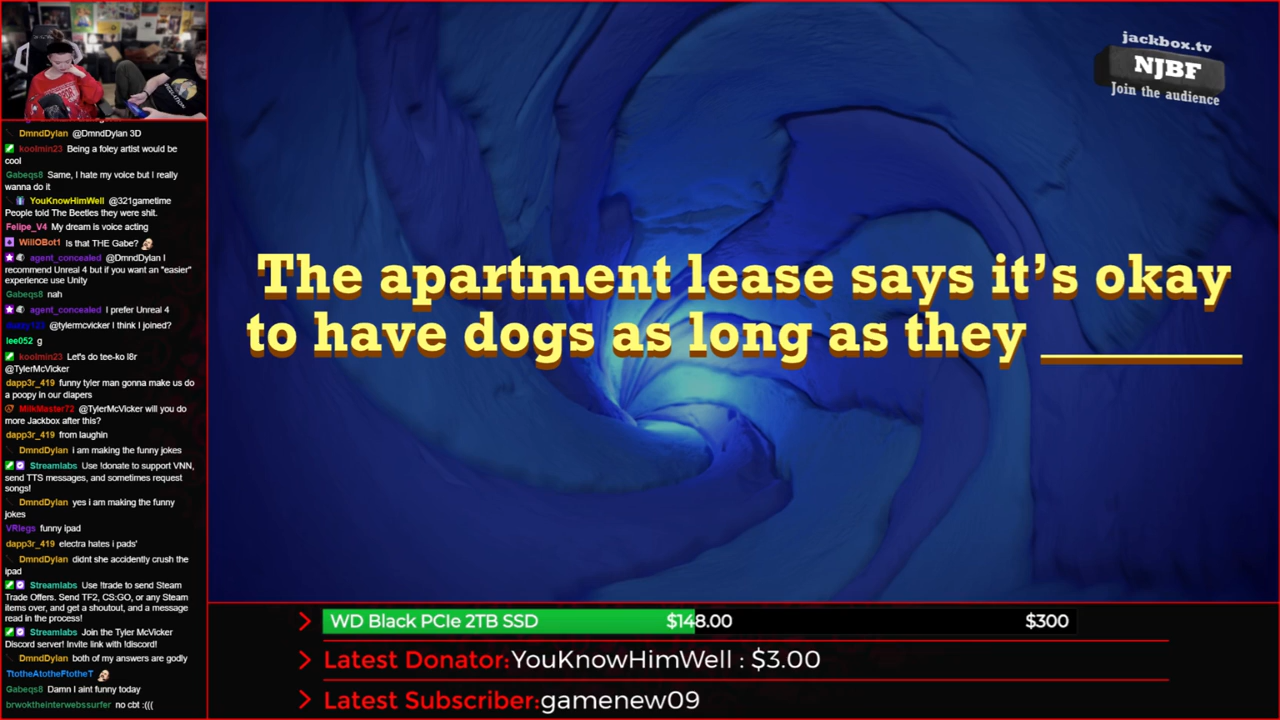 jackbox.tv
NJBF
Join the audience
DmndDylan @DmndDylan 3D
koolmin23 Being a foley artist would be
cool
Gabeqs8 Same, I hate my voice but I really
wanna do it
YouKnowHimWell @321gametime
People told The Beetles they were shit.
Felipe_V4 My dream is voice acting
WillOBot1 Is that THE Gabe?
agent_concealed @DmndDylan I
recommend Unreal 4 but if you want an "easier"
experience use Unity
Gabeqs8 nah
agent_concealed I prefer Unreal 4
@tylermcvicker I think I joined?
lee052 g
koolmin23 Let's do tee-ko l8r
@TylerMcVicker
dapp3r_419 funny tyler man gonna make us do
a poopy in our diapers
MilkMaster72 @TylerMcVicker will you do
more Jackbox after this?
dapp3r_419 from laughin
DmndDylan i am making the funny jokes
Streamlabs Use !donate to support VNN,
send TTS messages, and sometimes request
songs!
DmndDylan yes i am making the funny
jokes
VRlegs funny ipad
dapp3r_419 electra hates i pads'
DmndDylan didnt she accidently crush the
ipad
Streamlabs Use !trade to send Steam
Trade Offers. Send TF2, CS:GO, or any Steam
items over, and get a shoutout, and a message
read in the process!
Streamlabs Join the Tyler McVicker
Discord server! Invite link with !discord!
DmndDylan both of my answers are godly
TtotheAtotheFtotheT
Gabeqs8 Damn I aint funny today
brwoktheinterwebssurfer no cbt :(((
The apartment lease says it's okay
to have dogs as long as they ______
WD Black PCIe 2TB SSD $148.00 $300
Latest Donator:YouKnowHimWell : $3.00
Latest Subscriber:gamenew09